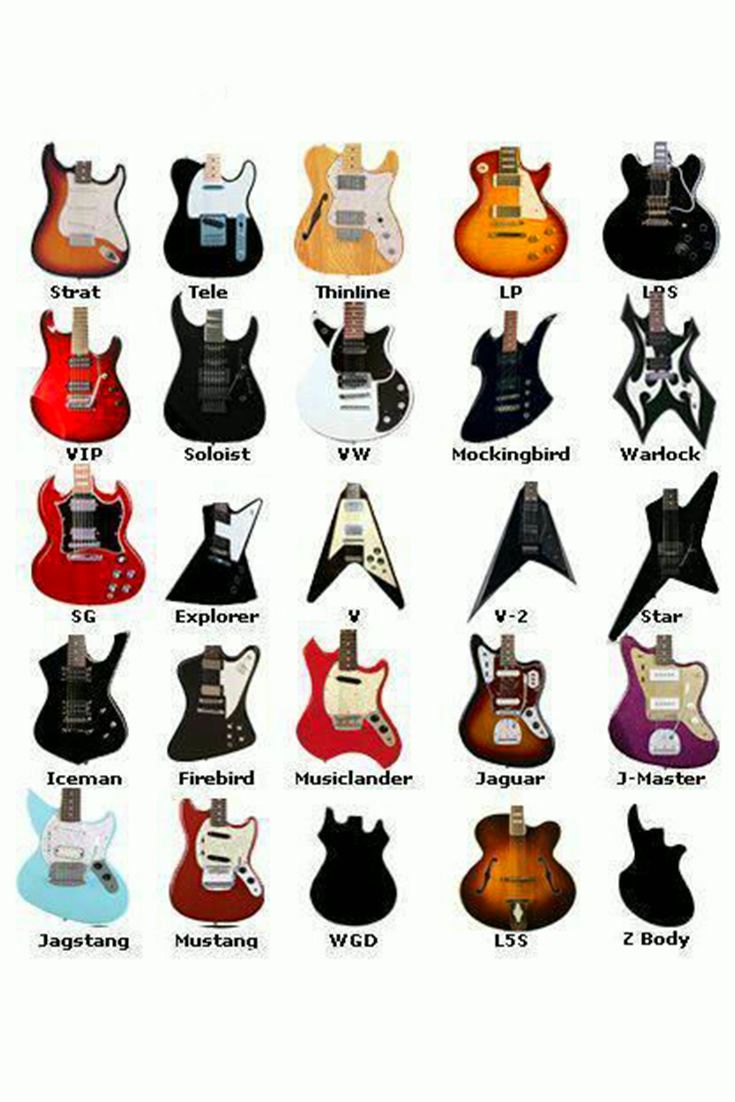 Strat
Tele
Thinline
LP
LPS
VIP
Soloist
VW
Mockingbird
Warlock
SG
Explorer
V
V-2
Star
Iceman
Firebird
Musiclander
Jaguar
J-Master
Jagstang
Mustang
WGD
L5S
Z Body